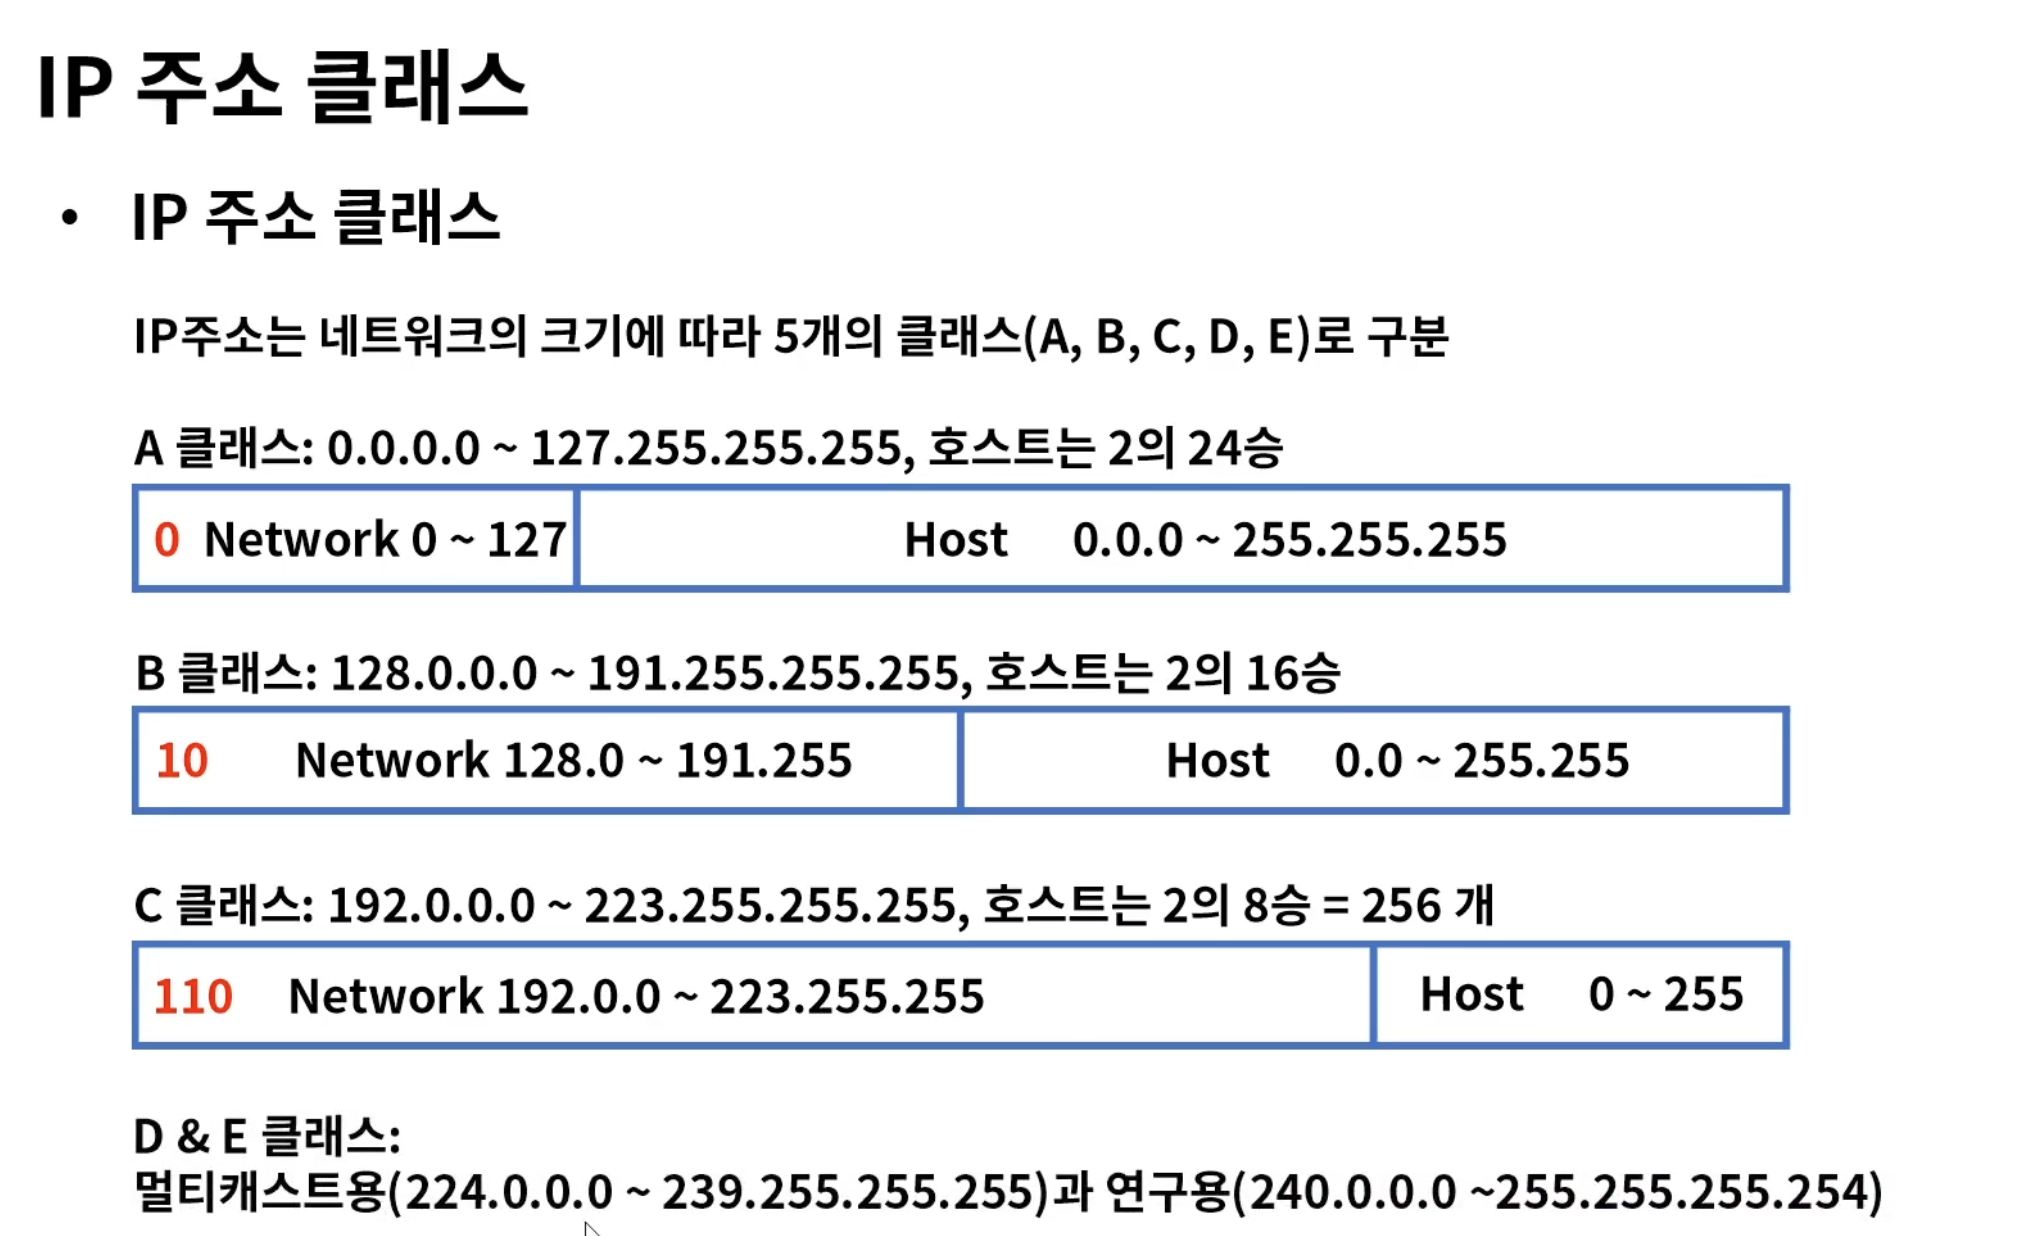 IP 주소 클래스
• IP 주소 클래스
IP주소는 네트워크의 크기에 따라 5개의 클래스(A, B, C, D, E)로 구분
A 클래스: 0.0.0.0 ~ 127.255.255.255, 호스트는 2의 24승
0 Network 0 ~ 127 Host 0.0.0 ~ 255.255.255
B 클래스: 128.0.0.0 ~ 191.255.255.255, 호스트는 2의 16승
10 Network 128.0 ~ 191.255 Host 0.0 ~ 255.255
C 클래스: 192.0.0.0 ~ 223.255.255.255, 호스트는 2의 8승 = 256 개
110 Network 192.0.0 ~ 223.255.255 Host 0 ~ 255
D & E 클래스:
멀티캐스트용(224.0.0.0 ~ 239.255.255.255)과 연구용(240.0.0.0 ~255.255.255.254)